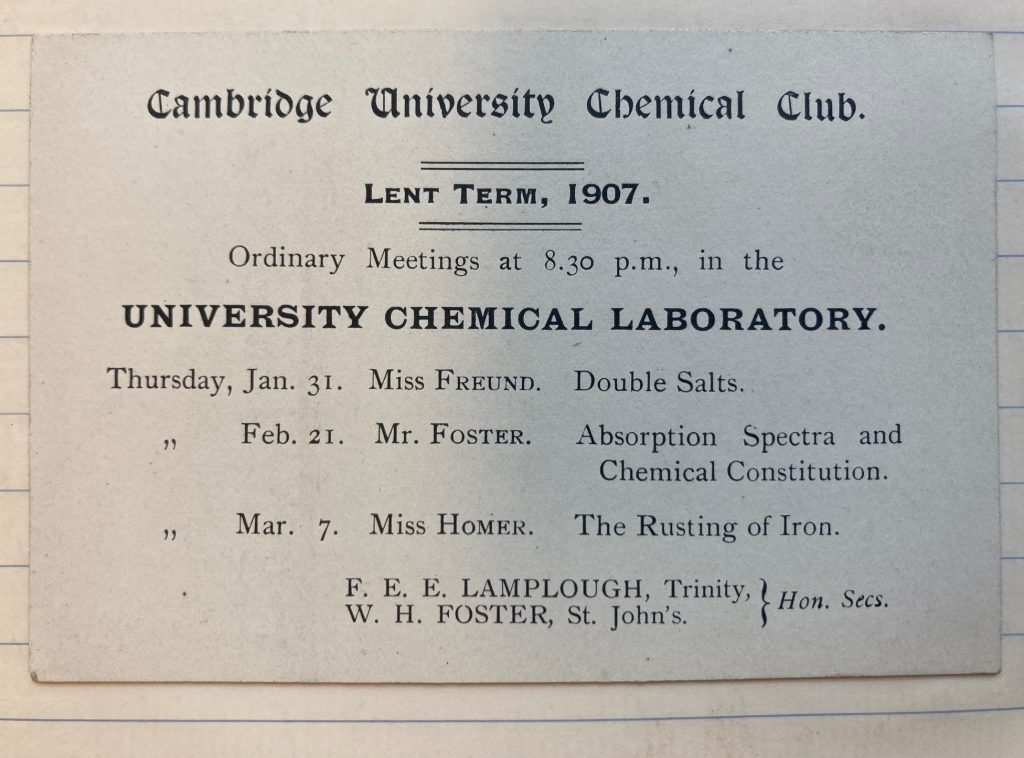 Cambridge University Chemical Club.
LENT TERM, 1907.
Ordinary Meetings at 8.30 p.m., in the
UNIVERSITY CHEMICAL LABORATORY.
Thursday, Jan. 31. Miss FREUND. Double Salts.
„ Feb. 21. Mr. FOSTER. Absorption Spectra and
Chemical Constitution.
„ Mar. 7. Miss HOMER. The Rusting of Iron.
F. E. E. LAMPLOUGH, Trinity,
W. H. FOSTER, St. John's.
} Hon. Secs.